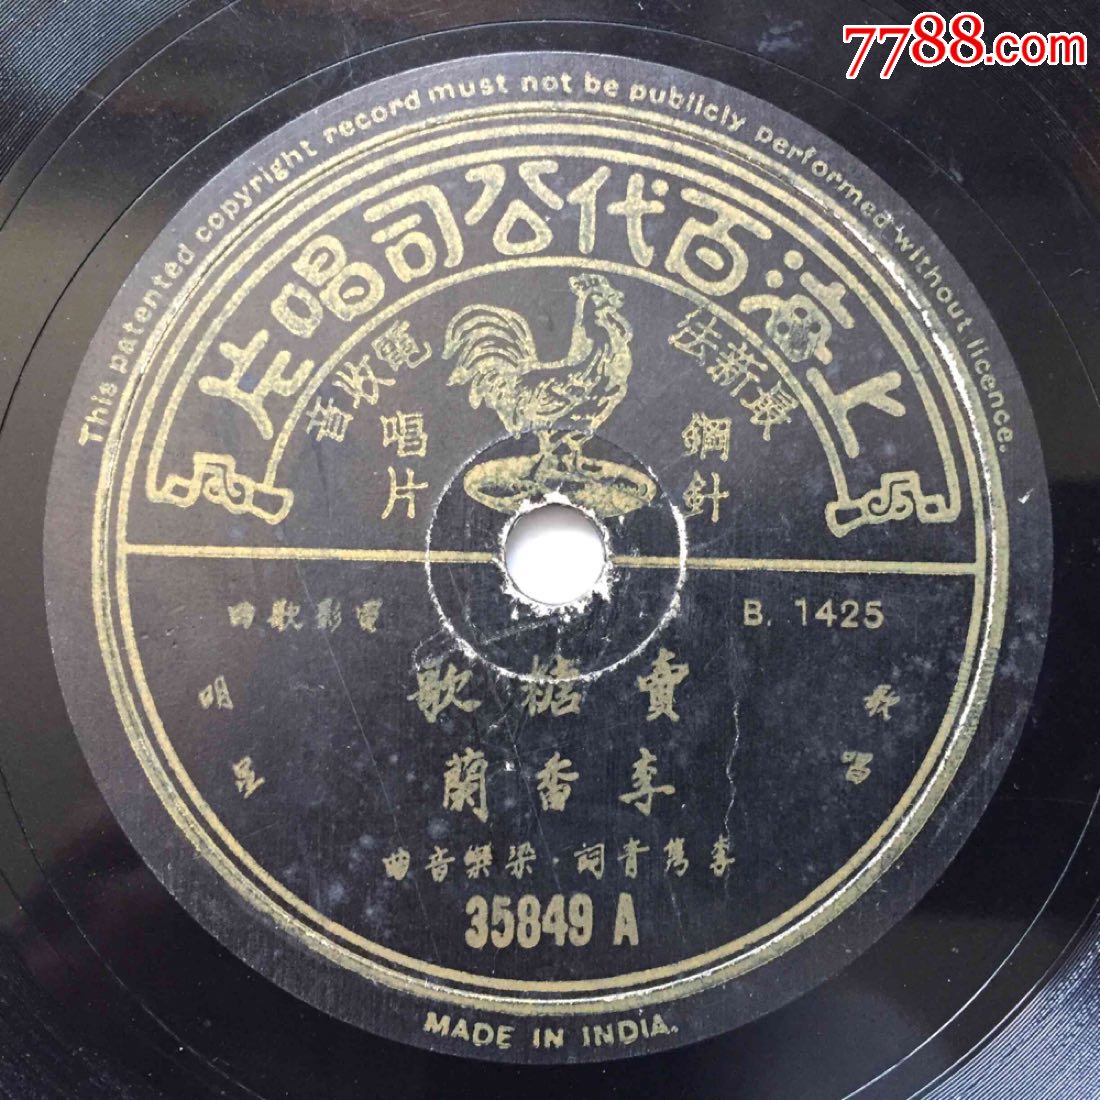 7788.com
This patented copyright record must not be publicly performed without licence.
上海百代公司唱片
最新法
鋼針
電收音
唱片
B. 1425
電影歌曲
賣糖歌
歌唱
明星
李香蘭
李雋青詞·梁樂音曲
35849 A
MADE IN INDIA.